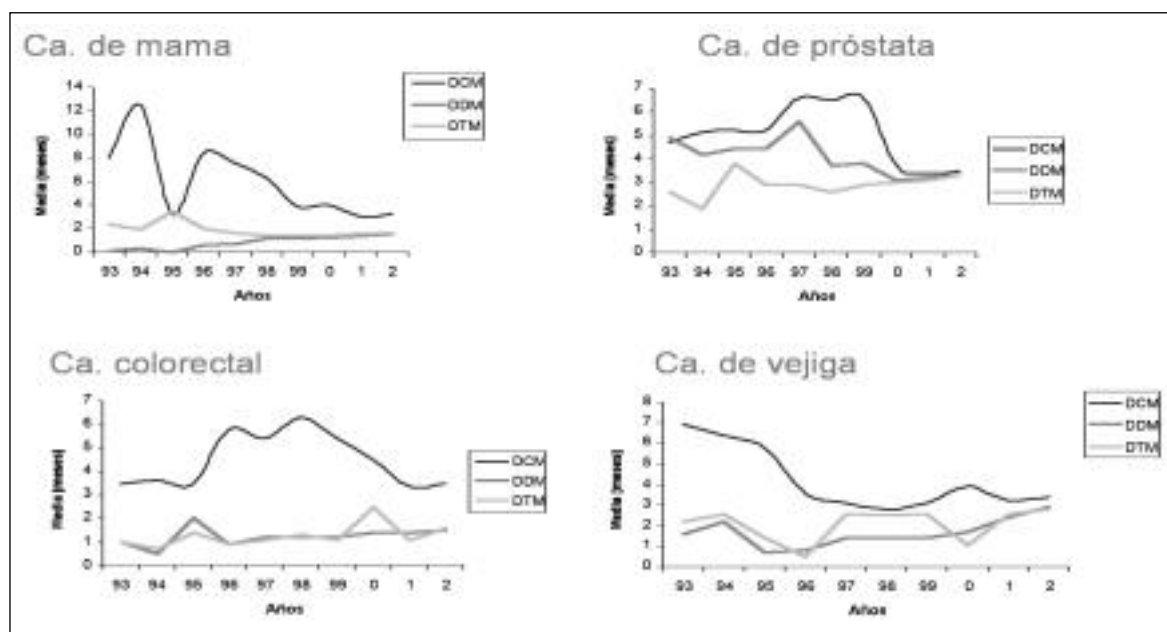 Ca. de mama
14
12
10
8
6
4
2
0
Media (meses)
93 94 95 96 97 98 99 0 1 2
Años
DCM
DDM
DTM
Ca. de próstata
7
6
5
4
3
2
1
0
Media (meses)
93 94 95 96 97 98 99 0 1 2
Años
DCM
DDM
DTM
Ca. colorectal
7
6
5
4
3
2
1
0
Media (meses)
93 94 95 96 97 98 99 0 1 2
Años
DCM
DDM
DTM
Ca. de vejiga
8
7
6
5
4
3
2
1
0
Media (meses)
93 94 95 96 97 98 99 0 1 2
Años
DCM
DDM
DTM